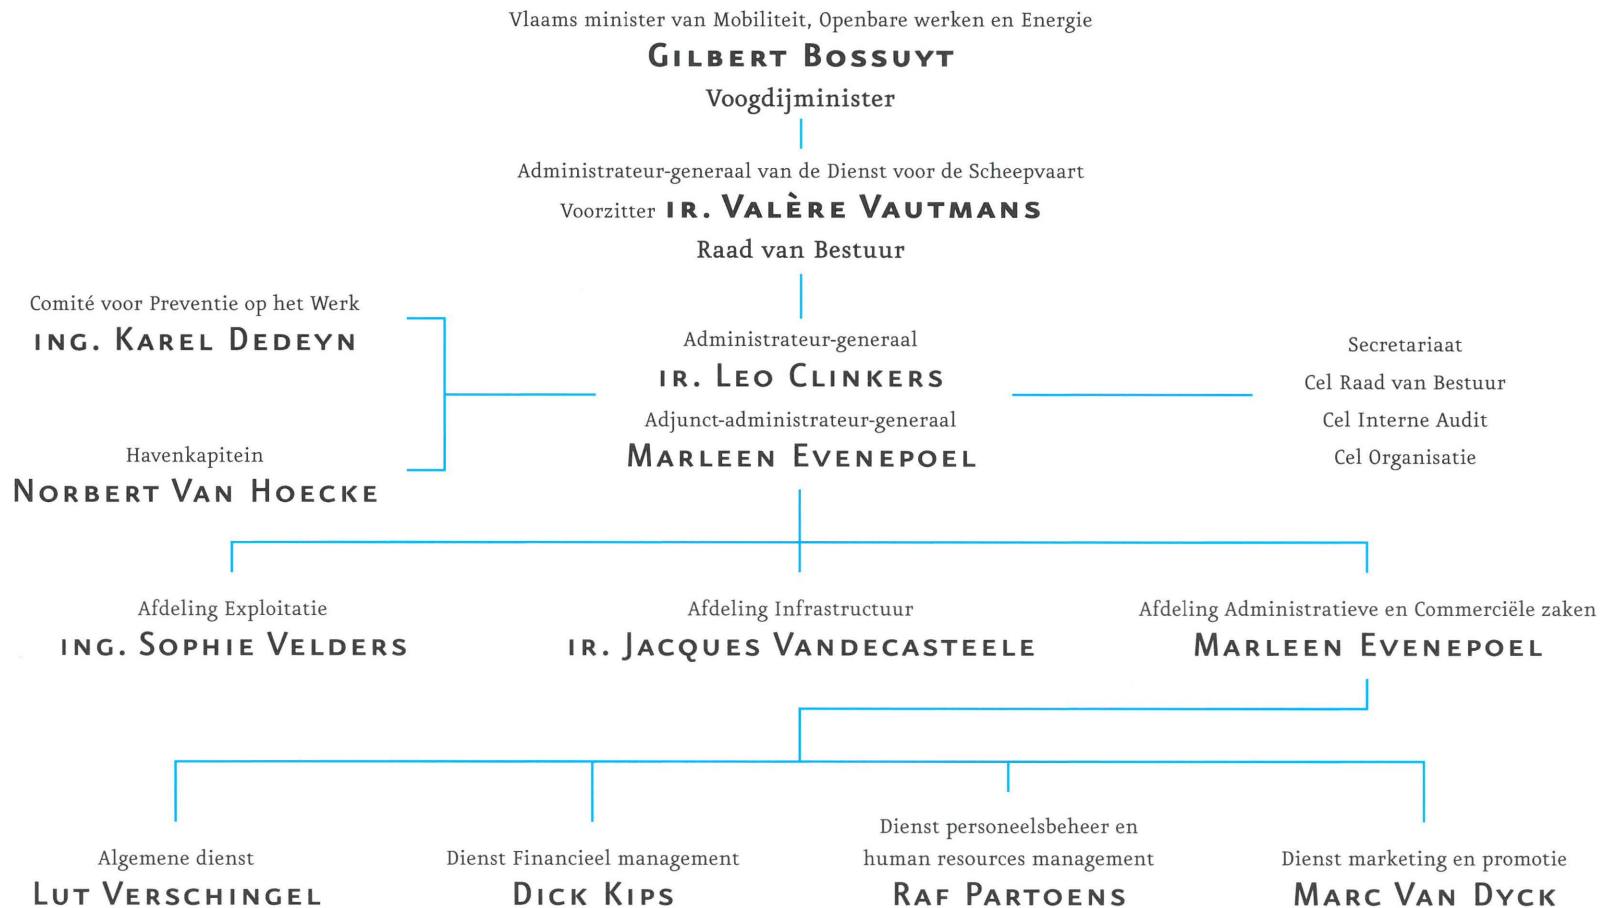 Vlaams minister van Mobiliteit, Openbare werken en Energie
GILBERT BOSSUYT
Voogdijminister
Administrateur-generaal van de Dienst voor de Scheepvaart
Voorzitter IR. VALÈRE VAUTMANS
Raad van Bestuur
Comité voor Preventie op het Werk
ING. KAREL DEDEYN
Havenkapitein
NORBERT VAN HOECKE
Administrateur-generaal
IR. LEO CLINKERS
Adjunct-administrateur-generaal
MARLEEN EVENEPOEL
Secretariaat
Cel Raad van Bestuur
Cel Interne Audit
Cel Organisatie
Afdeling Exploitatie
ING. SOPHIE VELDERS
Afdeling Infrastructuur
IR. JACQUES VANDECASTEELE
Afdeling Administratieve en Commerciële zaken
MARLEEN EVENEPOEL
Algemene dienst
LUT VERSCHINGEL
Dienst Financieel management
DICK KIPS
Dienst personeelsbeheer en
human resources management
RAF PARTOENS
Dienst marketing en promotie
MARC VAN DYCK